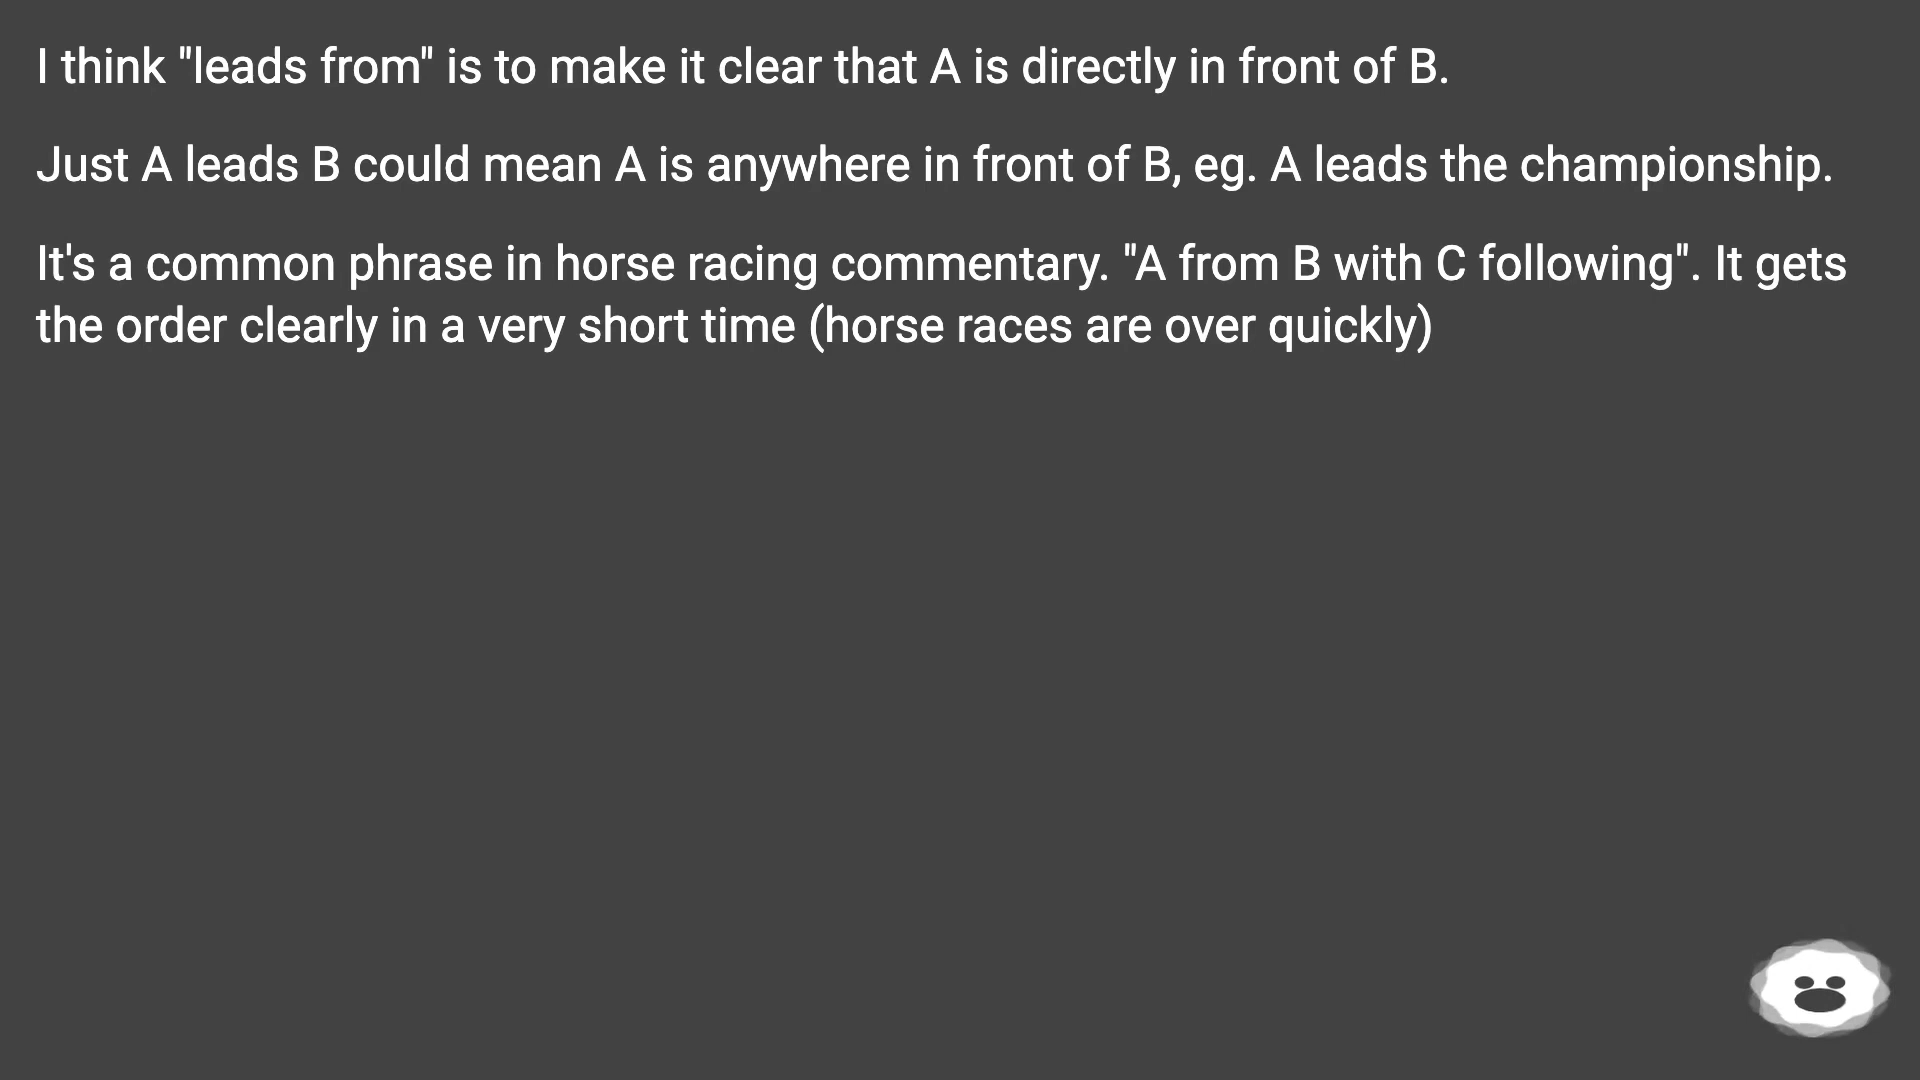 I think "leads from" is to make it clear that A is directly in front of B.
Just A leads B could mean A is anywhere in front of B, eg. A leads the championship.
It's a common phrase in horse racing commentary. "A from B with C following". It gets
the order clearly in a very short time (horse races are over quickly)